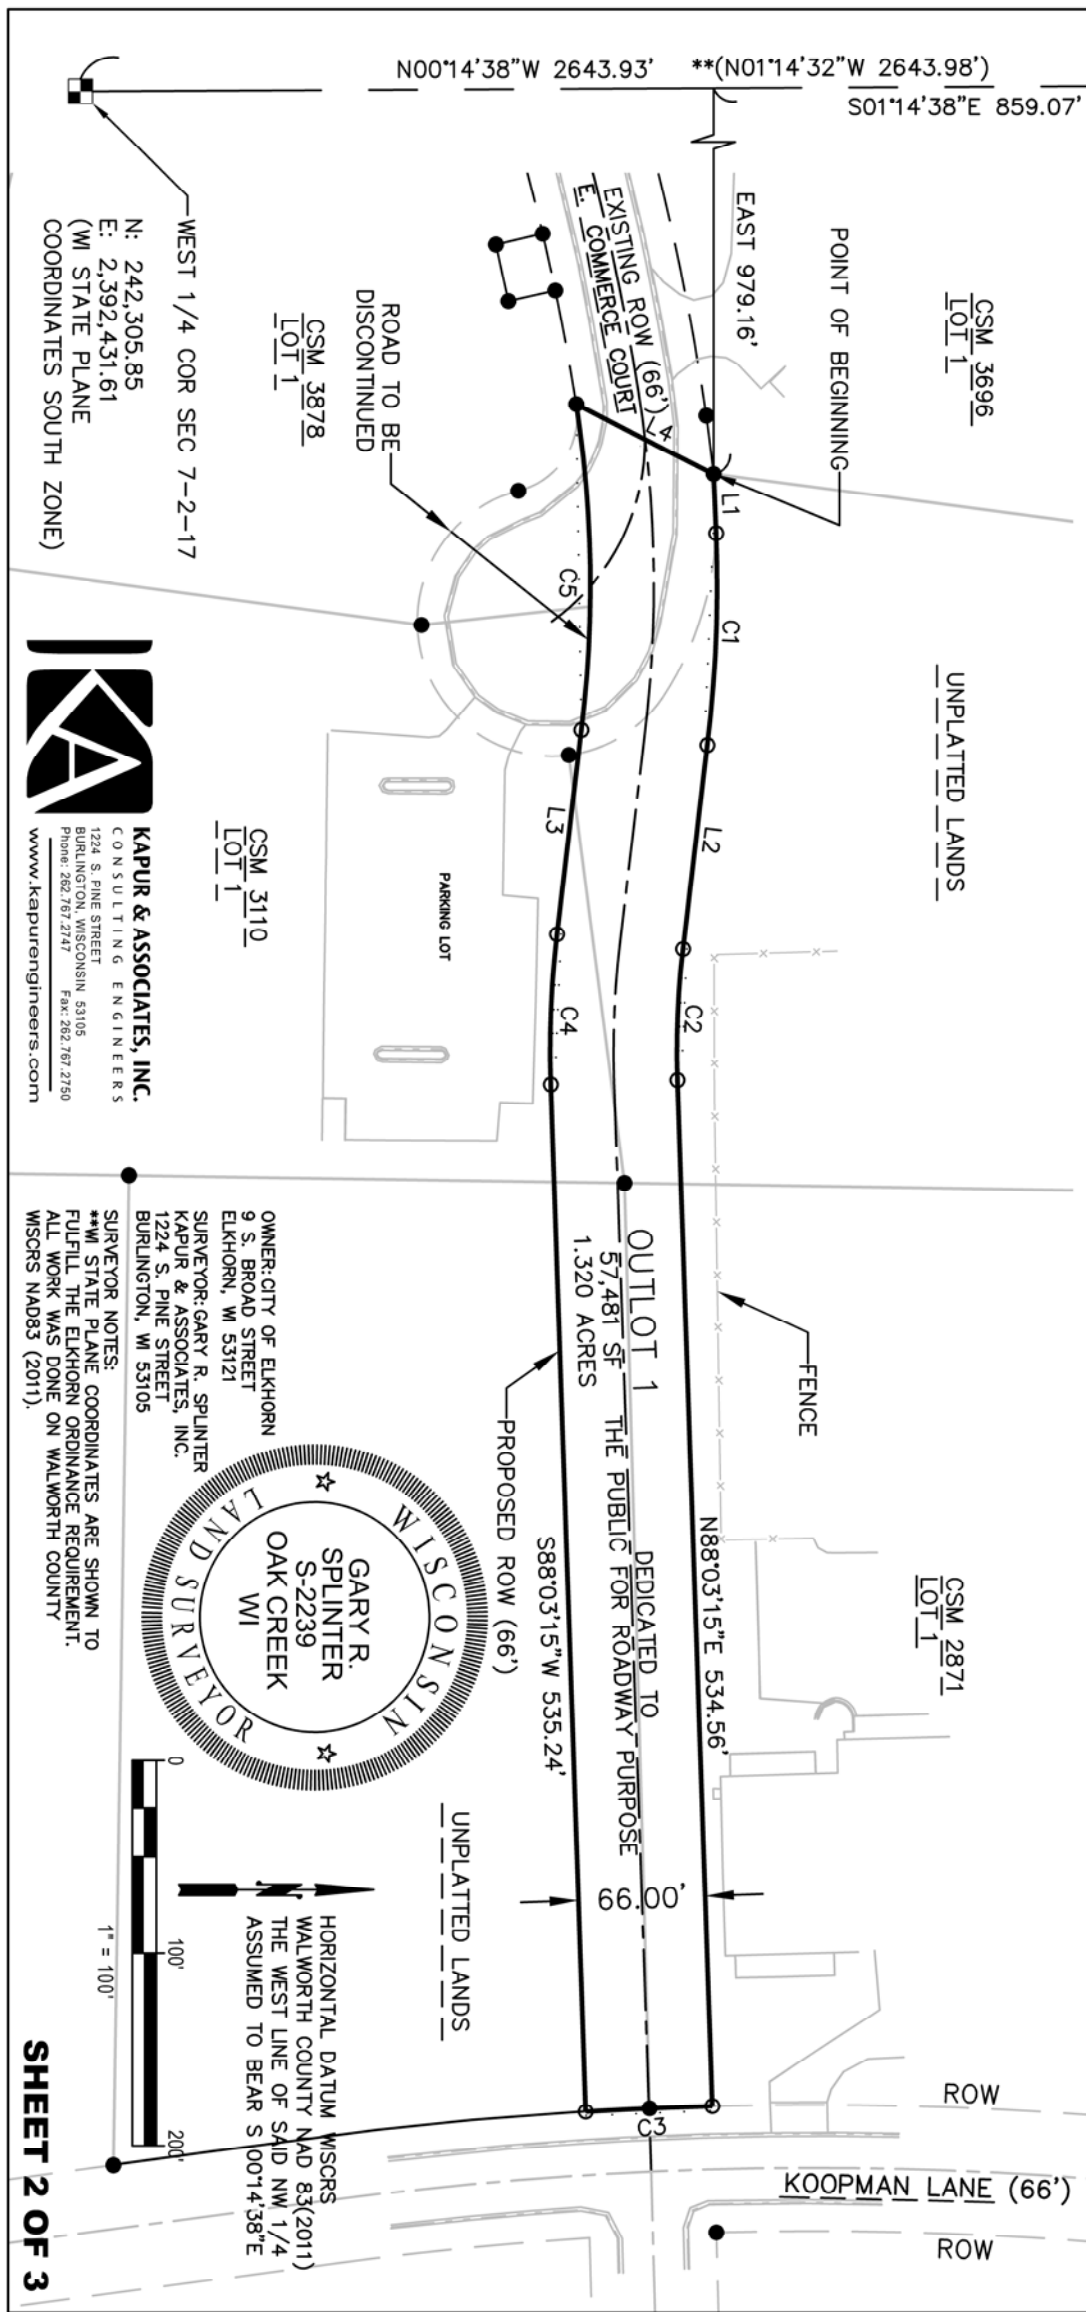 N00°14'38"W 2643.93'
**(N01°14'32"W 2643.98')
S01°14'38"E 859.07'
EAST 979.16'
POINT OF BEGINNING
CSM 3696
LOT 1
EXISTING ROW (66')
E. COMMERCE COURT
L4
L1
C1
L2
C2
C5
L3
C4
C3
ROAD TO BE
DISCONTINUED
CSM 3878
LOT 1
WEST 1/4 COR SEC 7-2-17
N: 242,305.85
E: 2,392,431.61
(WI STATE PLANE
COORDINATES SOUTH ZONE)
UNPLATTED LANDS
PARKING LOT
CSM 3110
LOT 1
KA
KAPUR & ASSOCIATES, INC.
CONSULTING ENGINEERS
1224 S. PINE STREET
BURLINGTON, WISCONSIN 53105
Phone: 262.767.2747 Fax: 262.767.2750
www.kapurengineers.com
FENCE
CSM 2871
LOT 1
N88°03'15"E 534.56'
OUTLOT 1
57,481 SF
1.320 ACRES
DEDICATED TO
THE PUBLIC FOR ROADWAY PURPOSE
66.00'
S88°03'15"W 535.24'
PROPOSED ROW (66')
UNPLATTED LANDS
OWNER: CITY OF ELKHORN
9 S. BROAD STREET
ELKHORN, WI 53121
SURVEYOR: GARY R. SPLINTER
KAPUR & ASSOCIATES, INC.
1224 S. PINE STREET
BURLINGTON, WI 53105
SURVEYOR NOTES:
**WI STATE PLANE COORDINATES ARE SHOWN TO
FULFILL THE ELKHORN ORDINANCE REQUIREMENT.
ALL WORK WAS DONE ON WALWORTH COUNTY
WISCRS NAD83 (2011).
WISCONSIN
GARY R.
SPLINTER
S-2239
OAK CREEK
WI
LAND SURVEYOR
HORIZONTAL DATUM WISCRS
WALWORTH COUNTY NAD 83(2011)
THE WEST LINE OF SAID NW 1/4
ASSUMED TO BEAR S 00°14'38"E
0 100' 200'
1" = 100'
ROW
KOOPMAN LANE (66')
ROW
SHEET 2 OF 3